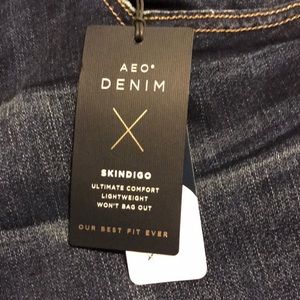 AEO®
DENIM
SKINDIGO
ULTIMATE COMFORT
LIGHTWEIGHT
WON'T BAG OUT
OUR BEST FIT EVER